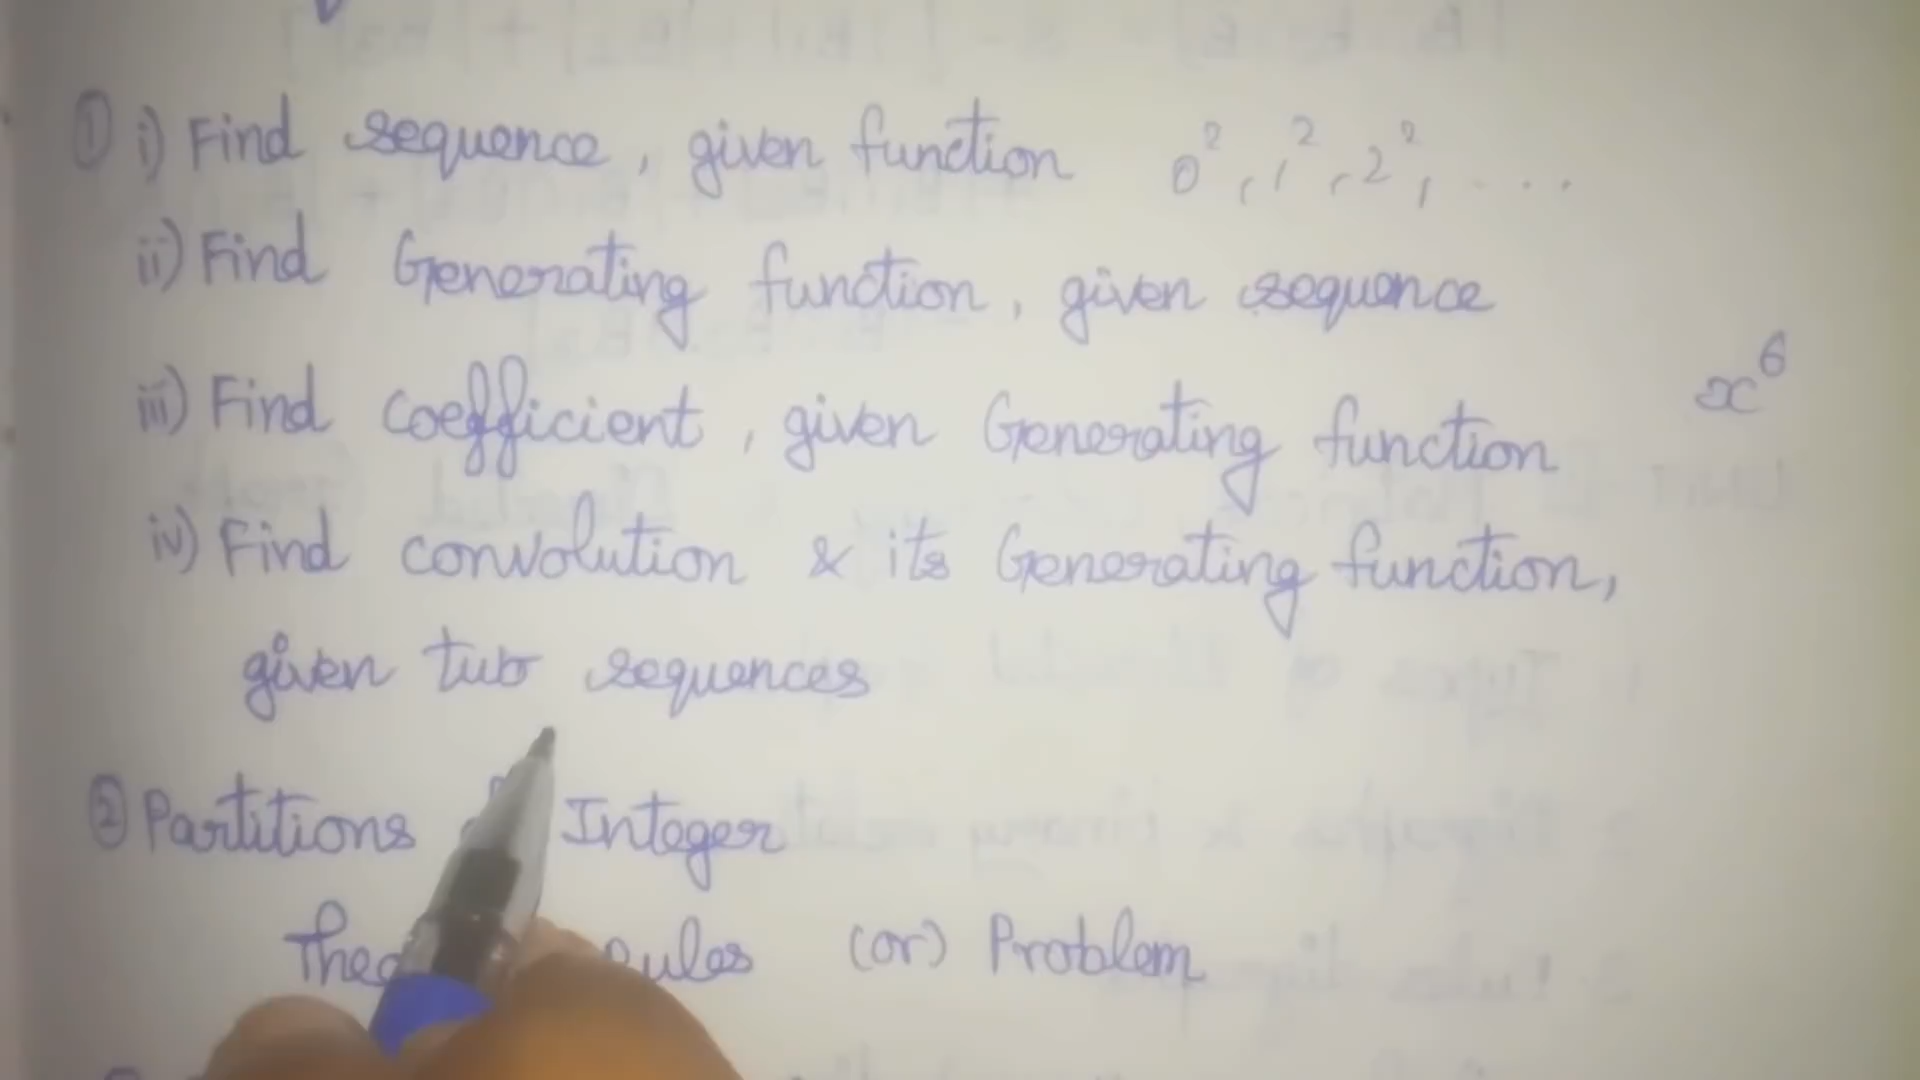 ① i) Find sequence, given function 0², 1², 2², ....
ii) Find Generating function, given sequence
iii) Find coefficient, given Generating function x⁶
iv) Find convolution & its Generating function,
given two sequences
② Partitions Integer
(or) Problem